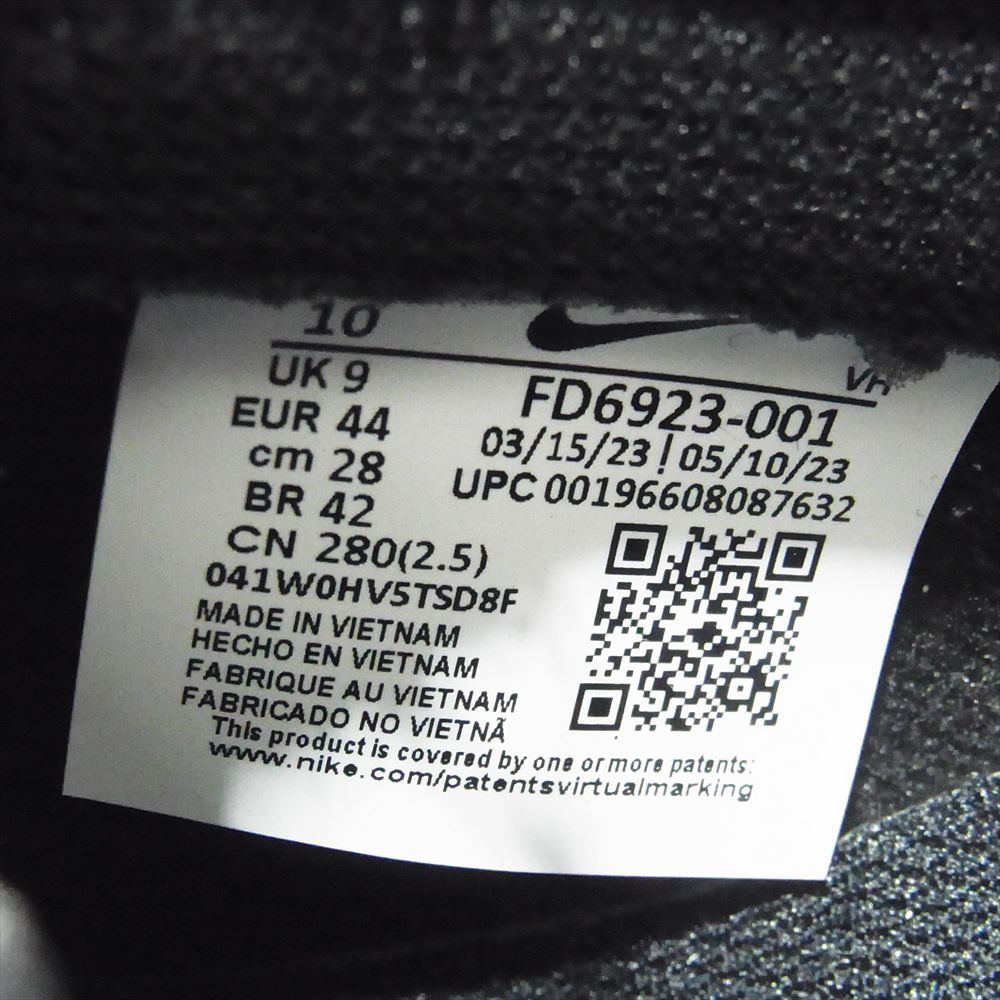 10
UK 9
EUR 44
cm 28
BR 42
CN 280(2.5)
041W0HV5TSD8F
FD6923-001
03/15/23 | 05/10/23
UPC 00196608087632
MADE IN VIETNAM
HECHO EN VIETNAM
FABRIQUE AU VIETNAM
FABRICADO NO VIETNÃ
This product is covered by one or more patents:
www.nike.com/patentsvirtualmarking